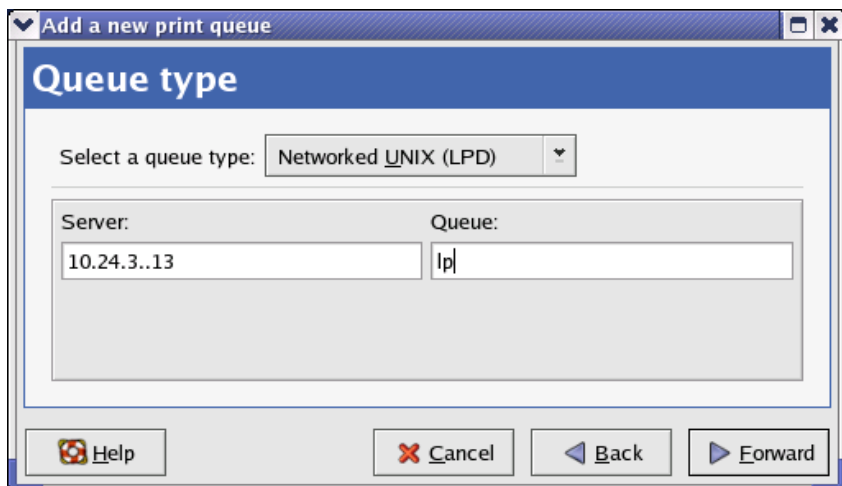 Add a new print queue
Queue type
Select a queue type: Networked UNIX (LPD)
Server: Queue:
10.24.3..13 lp
Help Cancel Back Forward